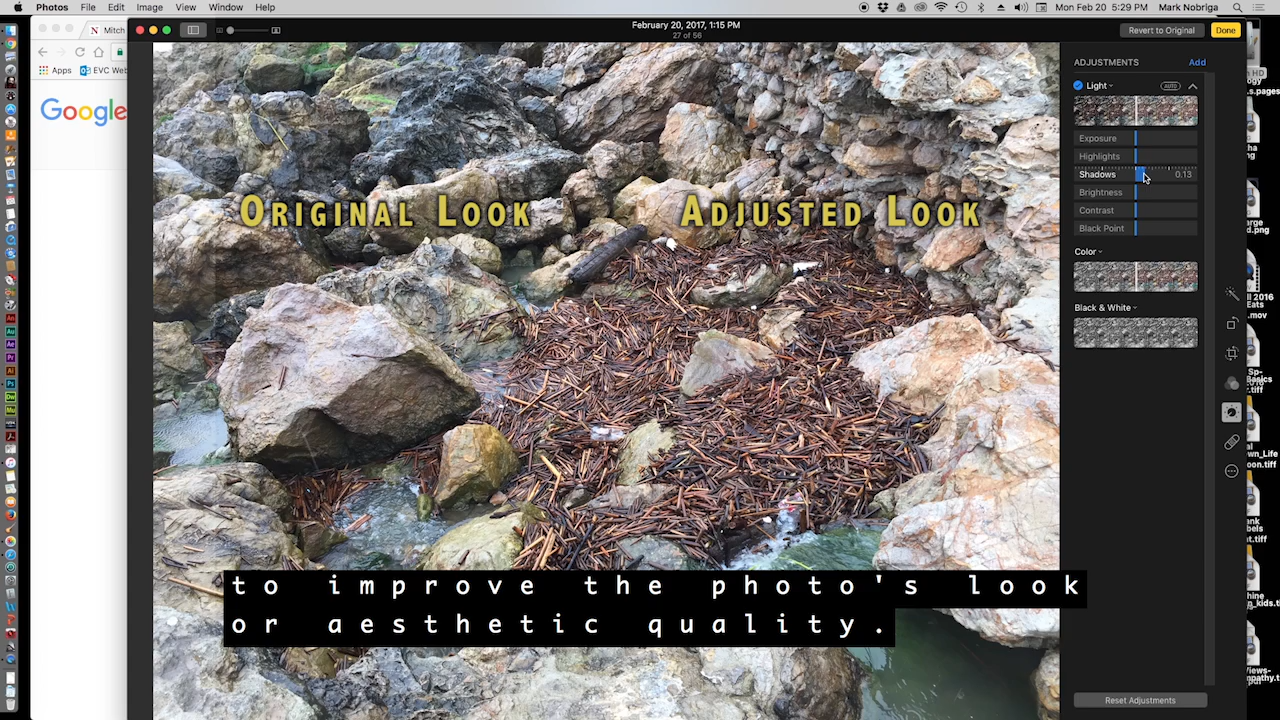 Photos File Edit Image View Window Help
Mon Feb 20 5:29 PM Mark Nobriga
February 20, 2017, 1:15 PM
27 of 56
Revert to Original
Done
Mitch
Apps EVC Web
Google
ADJUSTMENTS Add
Light AUTO
Exposure
Highlights
Shadows 0.13
Brightness
Contrast
Black Point
Color
Black & White
Original Look Adjusted Look
to improve the photo's look
or aesthetic quality.
Reset Adjustments